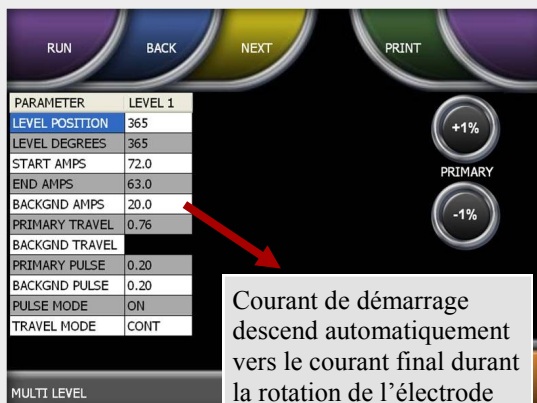 RUN
BACK
NEXT
PRINT
PARAMETER LEVEL 1
LEVEL POSITION 365
LEVEL DEGREES 365
START AMPS 72.0
END AMPS 63.0
BACKGND AMPS 20.0
PRIMARY TRAVEL 0.76
BACKGND TRAVEL
PRIMARY PULSE 0.20
BACKGND PULSE 0.20
PULSE MODE ON
TRAVEL MODE CONT
MULTI LEVEL
+1%
PRIMARY
-1%
Courant de démarrage
descend automatiquement
vers le courant final durant
la rotation de l’électrode